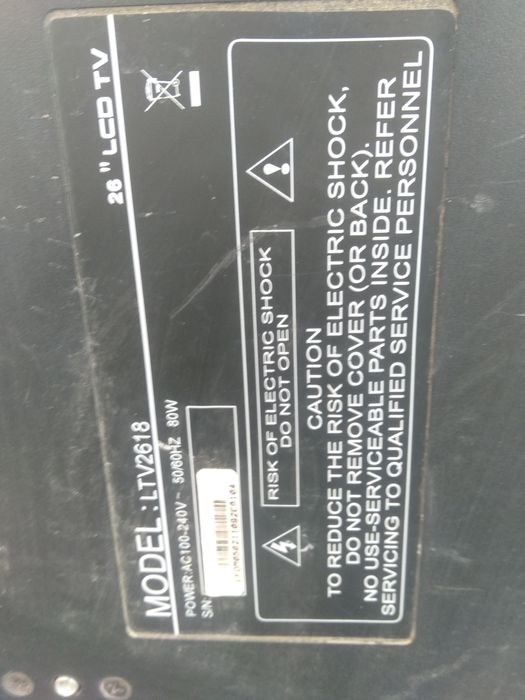 MODEL : LTV2618
26 " LCD TV
POWER:AC100-240V~ 50/60HZ 80W
S/N:
RISK OF ELECTRIC SHOCK
DO NOT OPEN
CAUTION
TO REDUCE THE RISK OF ELECTRIC SHOCK,
DO NOT REMOVE COVER (OR BACK).
NO USE-SERVICEABLE PARTS INSIDE. REFER
SERVICING TO QUALIFIED SERVICE PERSONNEL